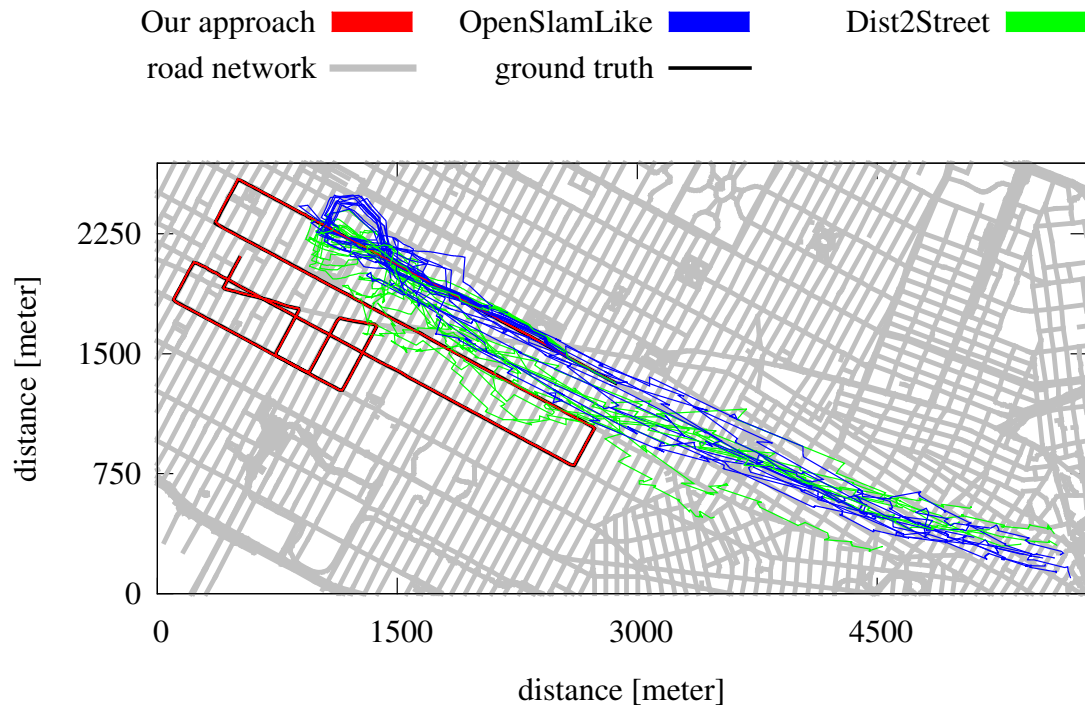 Our approach OpenSlamLike Dist2Street
road network ground truth
2250
1500
750
0
0 1500 3000 4500
distance [meter]
distance [meter]